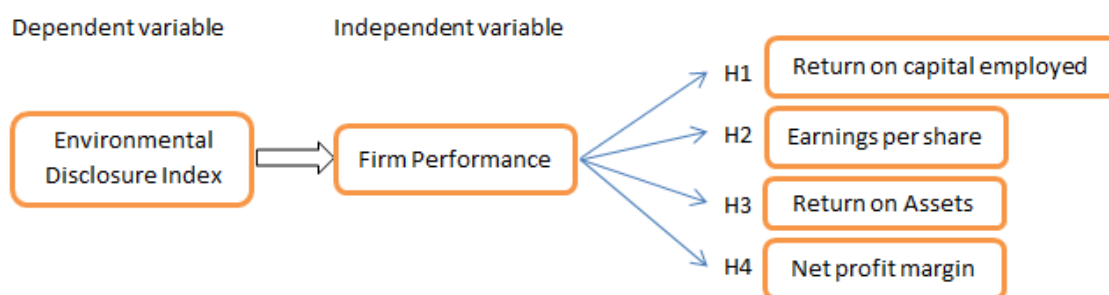 Dependent variable
Independent variable
Environmental
Disclosure Index
Firm Performance
H1
Return on capital employed
H2
Earnings per share
H3
Return on Assets
H4
Net profit margin